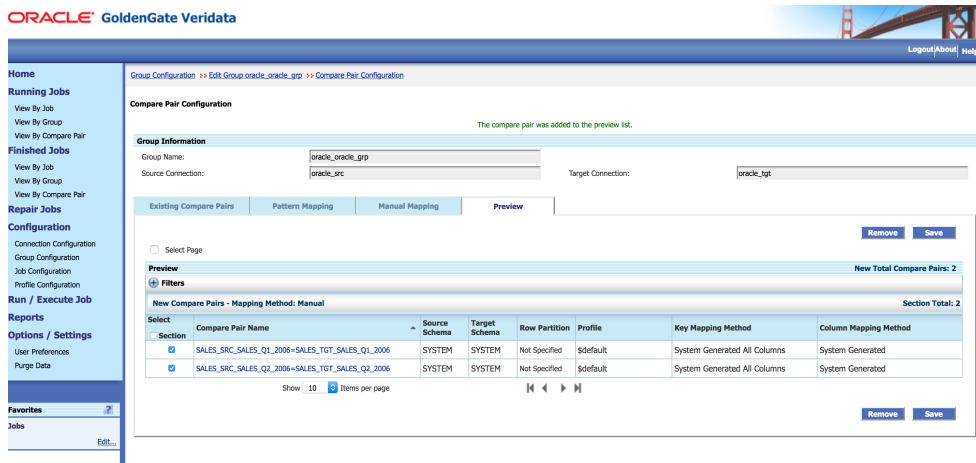 ORACLE® GoldenGate Veridata
Logout About Help
Home
Running Jobs
View By Job
View By Group
View By Compare Pair
Finished Jobs
View By Job
View By Group
View By Compare Pair
Repair Jobs
Configuration
Connection Configuration
Group Configuration
Job Configuration
Profile Configuration
Run / Execute Job
Reports
Options / Settings
User Preferences
Purge Data
Favorites ?
Jobs
Edit...
Group Configuration >> Edit Group oracle_oracle_grp >> Compare Pair Configuration
Compare Pair Configuration
The compare pair was added to the preview list.
Group Information
Group Name: oracle_oracle_grp
Source Connection: oracle_src Target Connection: oracle_tgt
Existing Compare Pairs Pattern Mapping Manual Mapping Preview
Remove Save
Select Page
Preview New Total Compare Pairs: 2
Filters
New Compare Pairs - Mapping Method: Manual Section Total: 2
Select Section Compare Pair Name Source Schema Target Schema Row Partition Profile Key Mapping Method Column Mapping Method
SALES_SRC_SALES_Q1_2006=SALES_TGT_SALES_Q1_2006 SYSTEM SYSTEM Not Specified $default System Generated All Columns System Generated
SALES_SRC_SALES_Q2_2006=SALES_TGT_SALES_Q2_2006 SYSTEM SYSTEM Not Specified $default System Generated All Columns System Generated
Show 10 Items per page
Remove Save